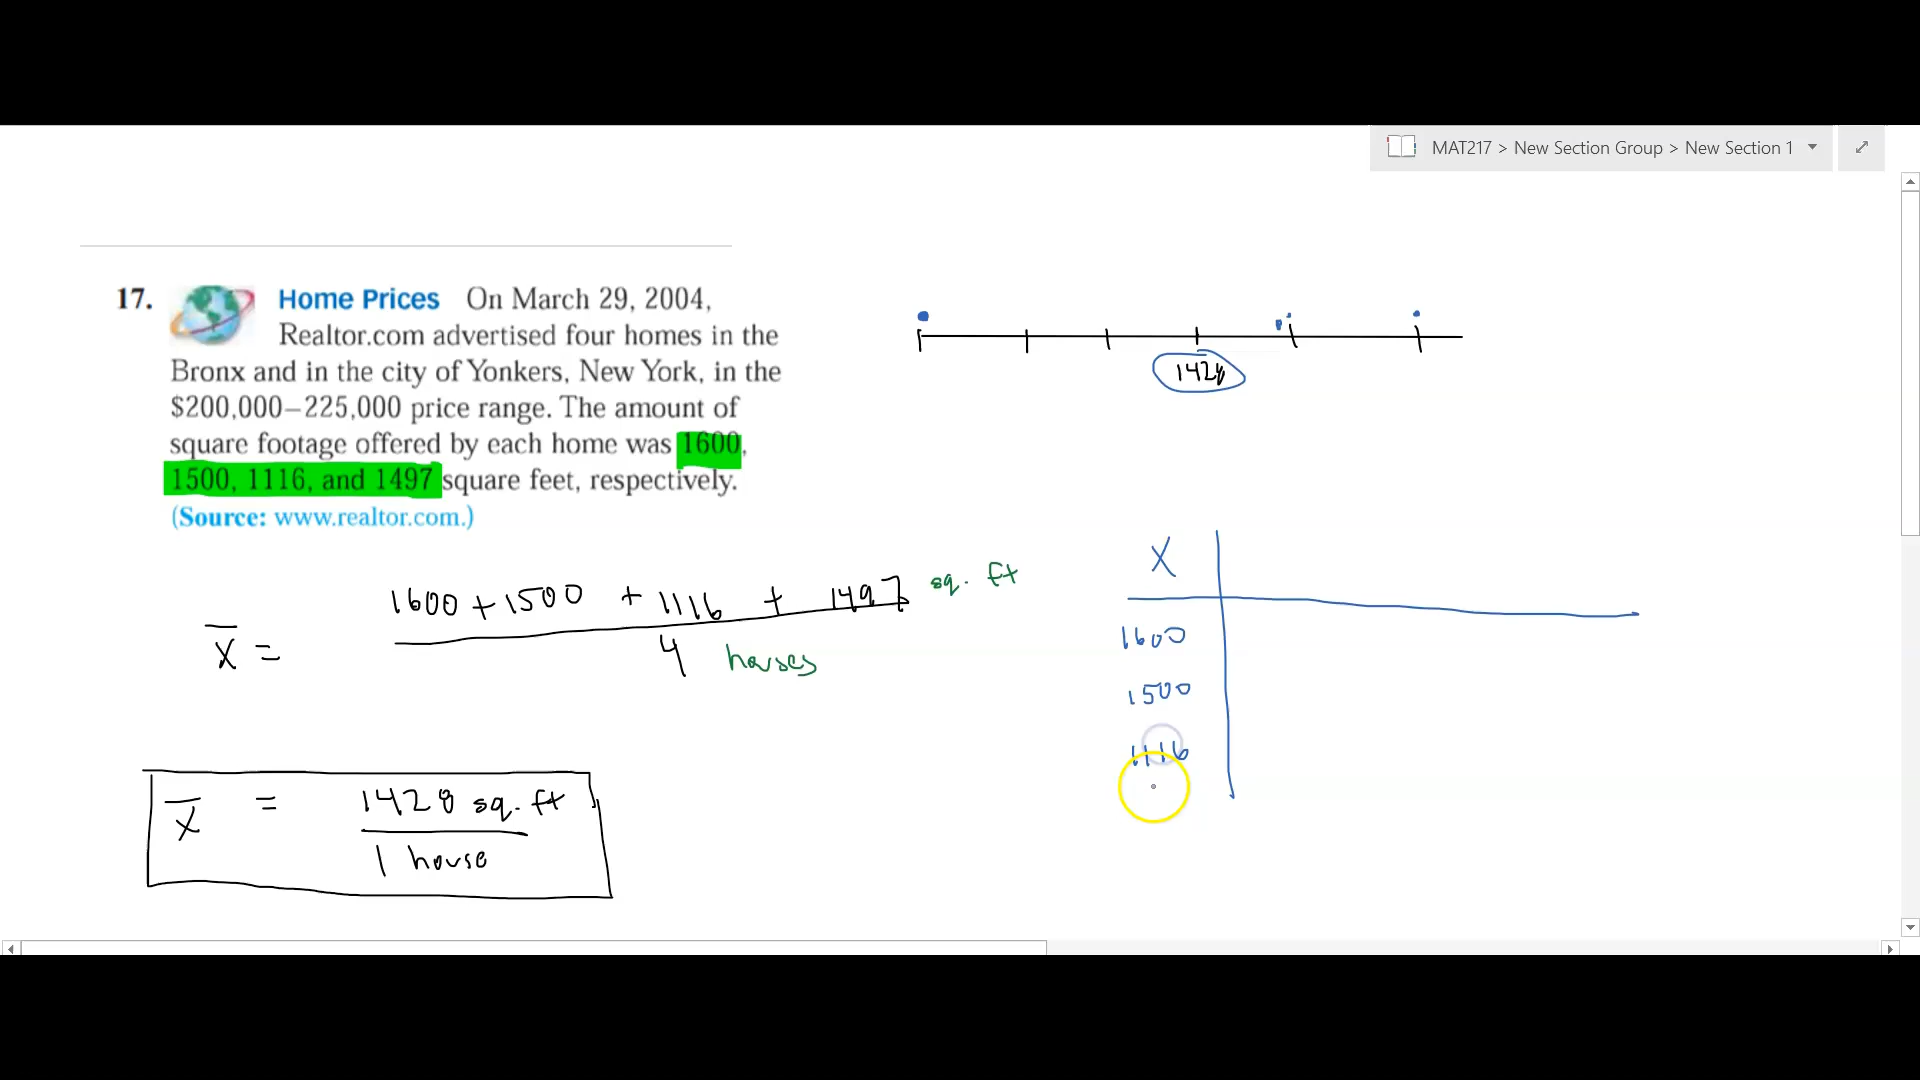 MAT217 > New Section Group > New Section 1
17. Home Prices On March 29, 2004,
Realtor.com advertised four homes in the
Bronx and in the city of Yonkers, New York, in the
$200,000–225,000 price range. The amount of
square footage offered by each home was 1600,
1500, 1116, and 1497 square feet, respectively.
(Source: www.realtor.com.)
1428
x̄ = 1600 + 1500 + 1116 + 1497 sq. ft
4 houses
x̄ = 1428 sq. ft
1 house
X
1600
1500
1116